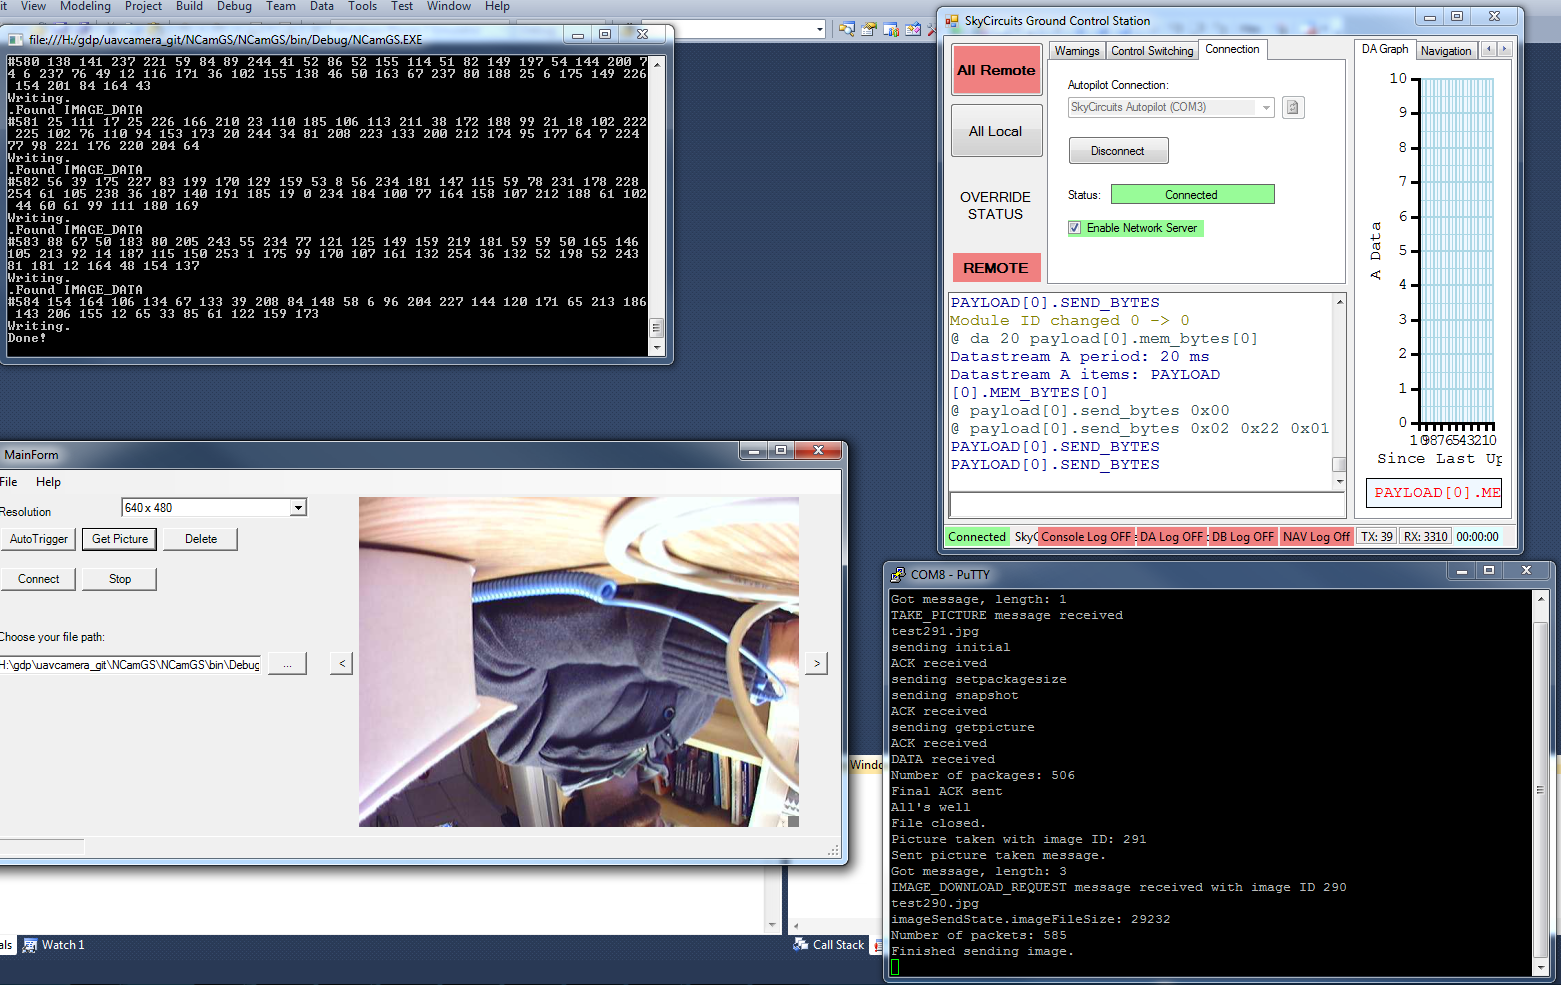 it View Modeling Project Build Debug Team Data Tools Test Window Help
file:///H:/gdp/uavcamera_git/NCamGS/NCamGS/bin/Debug/NCamGS.EXE
#580 138 141 237 221 59 84 89 244 41 52 86 52 155 114 51 82 149 197 54 144 200 7
4 6 237 76 49 12 116 171 36 102 155 138 46 50 163 67 237 80 188 25 6 175 149 226
154 201 84 164 43
Writing.
.Found IMAGE_DATA
#581 25 111 17 25 226 166 210 23 110 185 106 113 211 38 172 188 99 21 18 102 222
225 102 76 110 94 153 173 20 244 34 81 208 223 133 200 212 174 95 177 64 7 224
77 98 221 176 220 204 64
Writing.
.Found IMAGE_DATA
#582 56 39 175 227 83 199 170 129 159 53 8 56 234 181 147 115 59 78 231 178 228
254 61 105 238 36 187 140 191 185 19 0 234 184 100 77 164 158 107 212 188 61 102
44 60 61 99 111 180 169
Writing.
.Found IMAGE_DATA
#583 88 67 50 183 80 205 243 55 234 77 121 125 149 159 219 181 59 59 50 165 146
105 213 92 14 187 115 150 253 1 175 99 170 107 161 132 254 36 132 52 198 52 243
81 181 12 164 48 154 137
Writing.
.Found IMAGE_DATA
#584 154 164 106 134 67 133 39 208 84 148 58 6 96 204 227 144 120 171 65 213 186
143 206 155 12 65 33 85 61 122 159 173
Writing.
Done!
SkyCircuits Ground Control Station
All Remote
All Local
OVERRIDE
STATUS
REMOTE
Warnings Control Switching Connection
Autopilot Connection:
SkyCircuits Autopilot (COM3)
Disconnect
Status: Connected
Enable Network Server
DA Graph Navigation
10
9
8
7
6
5
4
3
2
1
0
A Data
10 9 8 7 6 5 4 3 2 1 0
Since Last Up
PAYLOAD[0].ME
PAYLOAD[0].SEND_BYTES
Module ID changed 0 -> 0
@ da 20 payload[0].mem_bytes[0]
Datastream A period: 20 ms
Datastream A items: PAYLOAD
[0].MEM_BYTES[0]
@ payload[0].send_bytes 0x00
@ payload[0].send_bytes 0x02 0x22 0x01
PAYLOAD[0].SEND_BYTES
PAYLOAD[0].SEND_BYTES
Connected SkyC Console Log OFF DA Log OFF DB Log OFF NAV Log Off TX: 39 RX: 3310 00:00:00
MainForm
File Help
Resolution 640 x 480
AutoTrigger Get Picture Delete
Connect Stop
Choose your file path:
H:\gdp\uavcamera_git\NCamGS\NCamGS\bin\Debug ... < >
COM8 - PuTTY
Got message, length: 1
TAKE_PICTURE message received
test291.jpg
sending initial
ACK received
sending setpackagesize
sending snapshot
ACK received
sending getpicture
ACK received
DATA received
Number of packages: 506
Final ACK sent
All's well
File closed.
Picture taken with image ID: 291
Sent picture taken message.
Got message, length: 3
IMAGE_DOWNLOAD_REQUEST message received with image ID 290
test290.jpg
imageSendState.imageFileSize: 29232
Number of packets: 585
Finished sending image.
Windo
als Watch 1
Call Stack